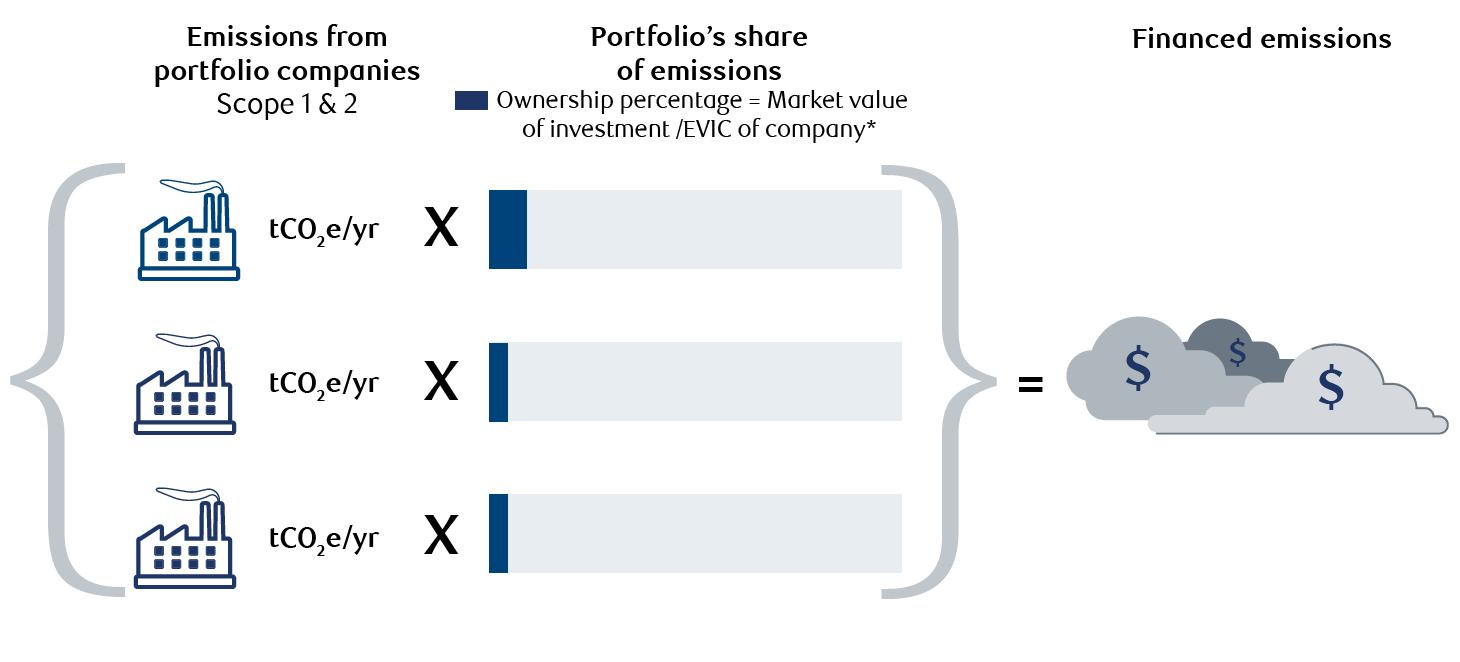 Emissions from
portfolio companies
Scope 1 & 2
Portfolio’s share
of emissions
Ownership percentage = Market value
of investment /EVIC of company*
Financed emissions
tCO₂e/yr X
tCO₂e/yr X
tCO₂e/yr X
=
$ $ $